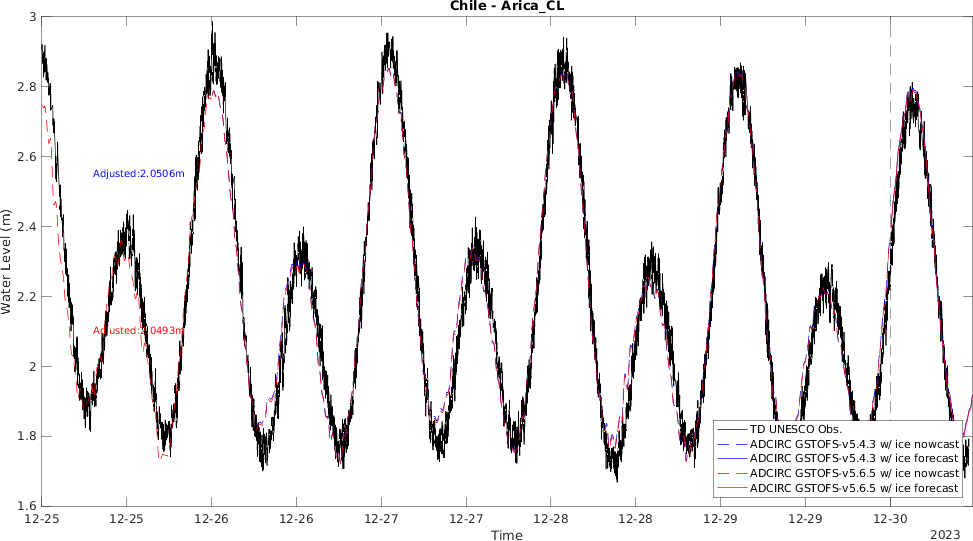 Chile - Arica_CL
3
2.8
2.6
2.4
2.2
2
1.8
1.6
Water Level (m)
Adjusted:2.0506m
Adjusted:2.0493m
TD UNESCO Obs.
ADCIRC GSTOFS-v5.4.3 w/ ice nowcast
ADCIRC GSTOFS-v5.4.3 w/ ice forecast
ADCIRC GSTOFS-v5.6.5 w/ ice nowcast
ADCIRC GSTOFS-v5.6.5 w/ ice forecast
12-25 12-25 12-26 12-26 12-27 12-27 12-28 12-28 12-29 12-29 12-30
Time
2023